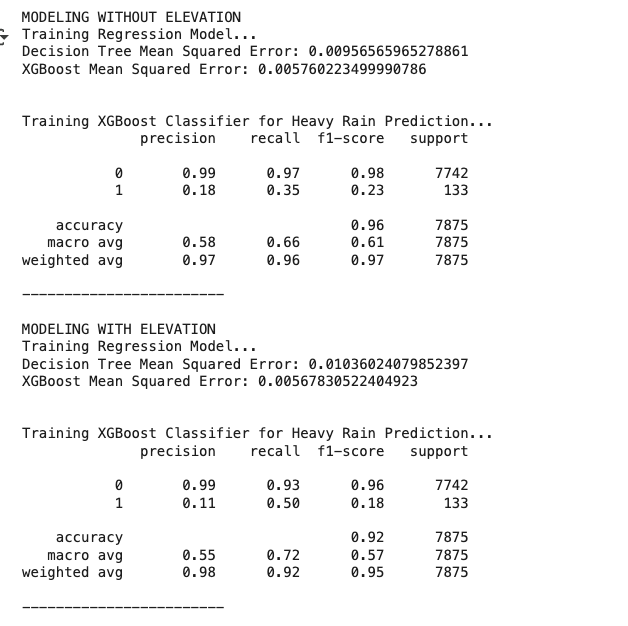 MODELING WITHOUT ELEVATION
Training Regression Model...
Decision Tree Mean Squared Error: 0.00956565965278861
XGBoost Mean Squared Error: 0.005760223499990786
Training XGBoost Classifier for Heavy Rain Prediction...
precision recall f1-score support
0 0.99 0.97 0.98 7742
1 0.18 0.35 0.23 133
accuracy 0.96 7875
macro avg 0.58 0.66 0.61 7875
weighted avg 0.97 0.96 0.97 7875
------------------------
MODELING WITH ELEVATION
Training Regression Model...
Decision Tree Mean Squared Error: 0.01036024079852397
XGBoost Mean Squared Error: 0.00567830522404923
Training XGBoost Classifier for Heavy Rain Prediction...
precision recall f1-score support
0 0.99 0.93 0.96 7742
1 0.11 0.50 0.18 133
accuracy 0.92 7875
macro avg 0.55 0.72 0.57 7875
weighted avg 0.98 0.92 0.95 7875
------------------------